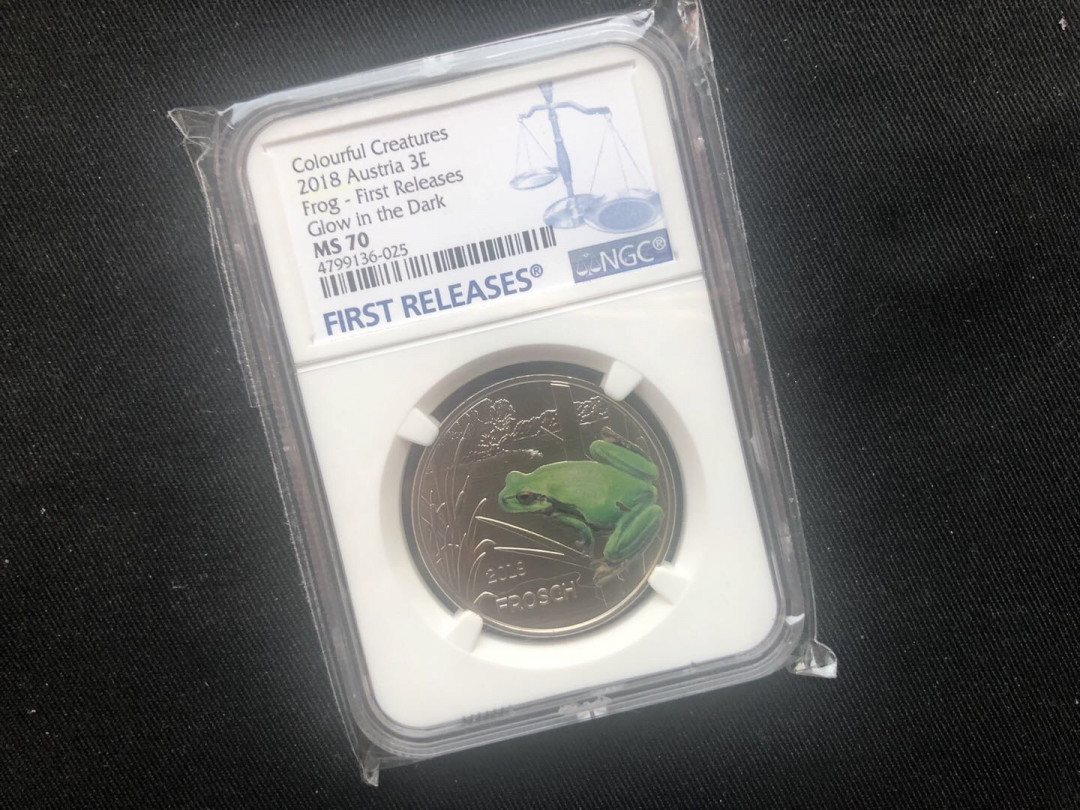 Colourful Creatures
2018 Austria 3E
Frog - First Releases
Glow in the Dark
MS 70
4799136-025
FIRST RELEASES®
NGC®
2018
FROSCH